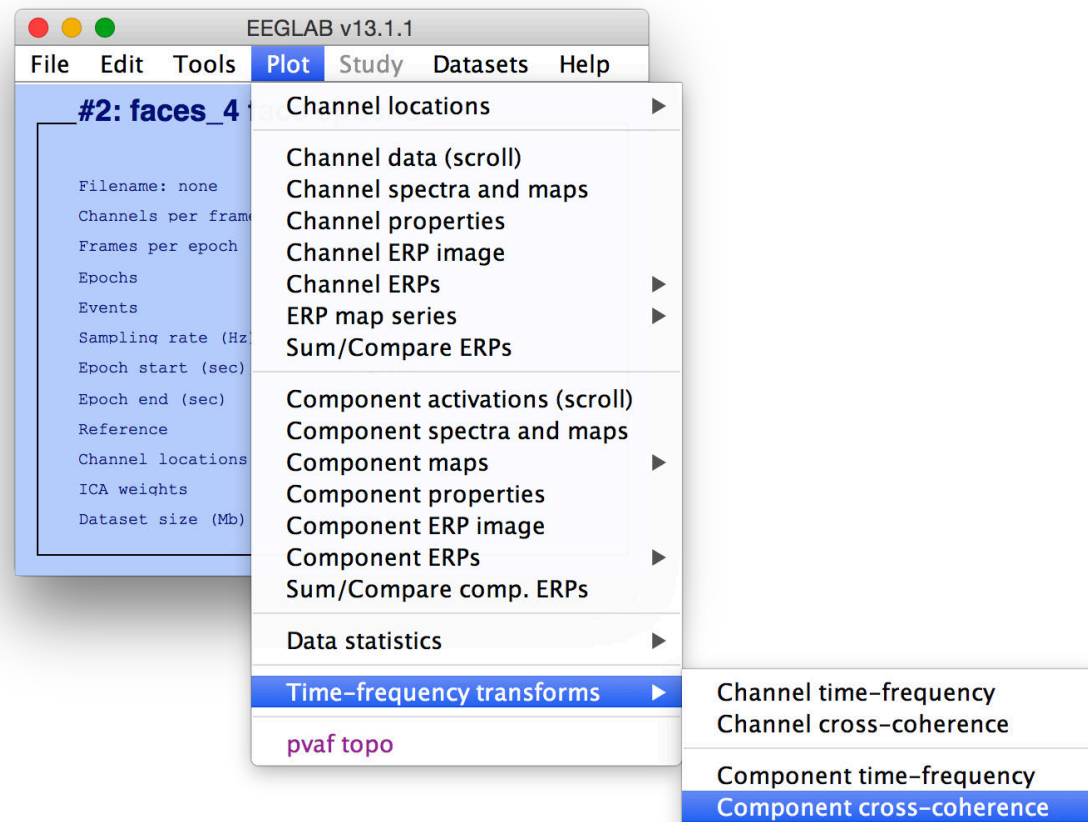 EEGLAB v13.1.1
File Edit Tools Plot Study Datasets Help
#2: faces_4
Filename: none
Channels per frame
Frames per epoch
Epochs
Events
Sampling rate (Hz)
Epoch start (sec)
Epoch end (sec)
Reference
Channel locations
ICA weights
Dataset size (Mb)
Channel locations
Channel data (scroll)
Channel spectra and maps
Channel properties
Channel ERP image
Channel ERPs
ERP map series
Sum/Compare ERPs
Component activations (scroll)
Component spectra and maps
Component maps
Component properties
Component ERP image
Component ERPs
Sum/Compare comp. ERPs
Data statistics
Time-frequency transforms
pvaf topo
Channel time-frequency
Channel cross-coherence
Component time-frequency
Component cross-coherence